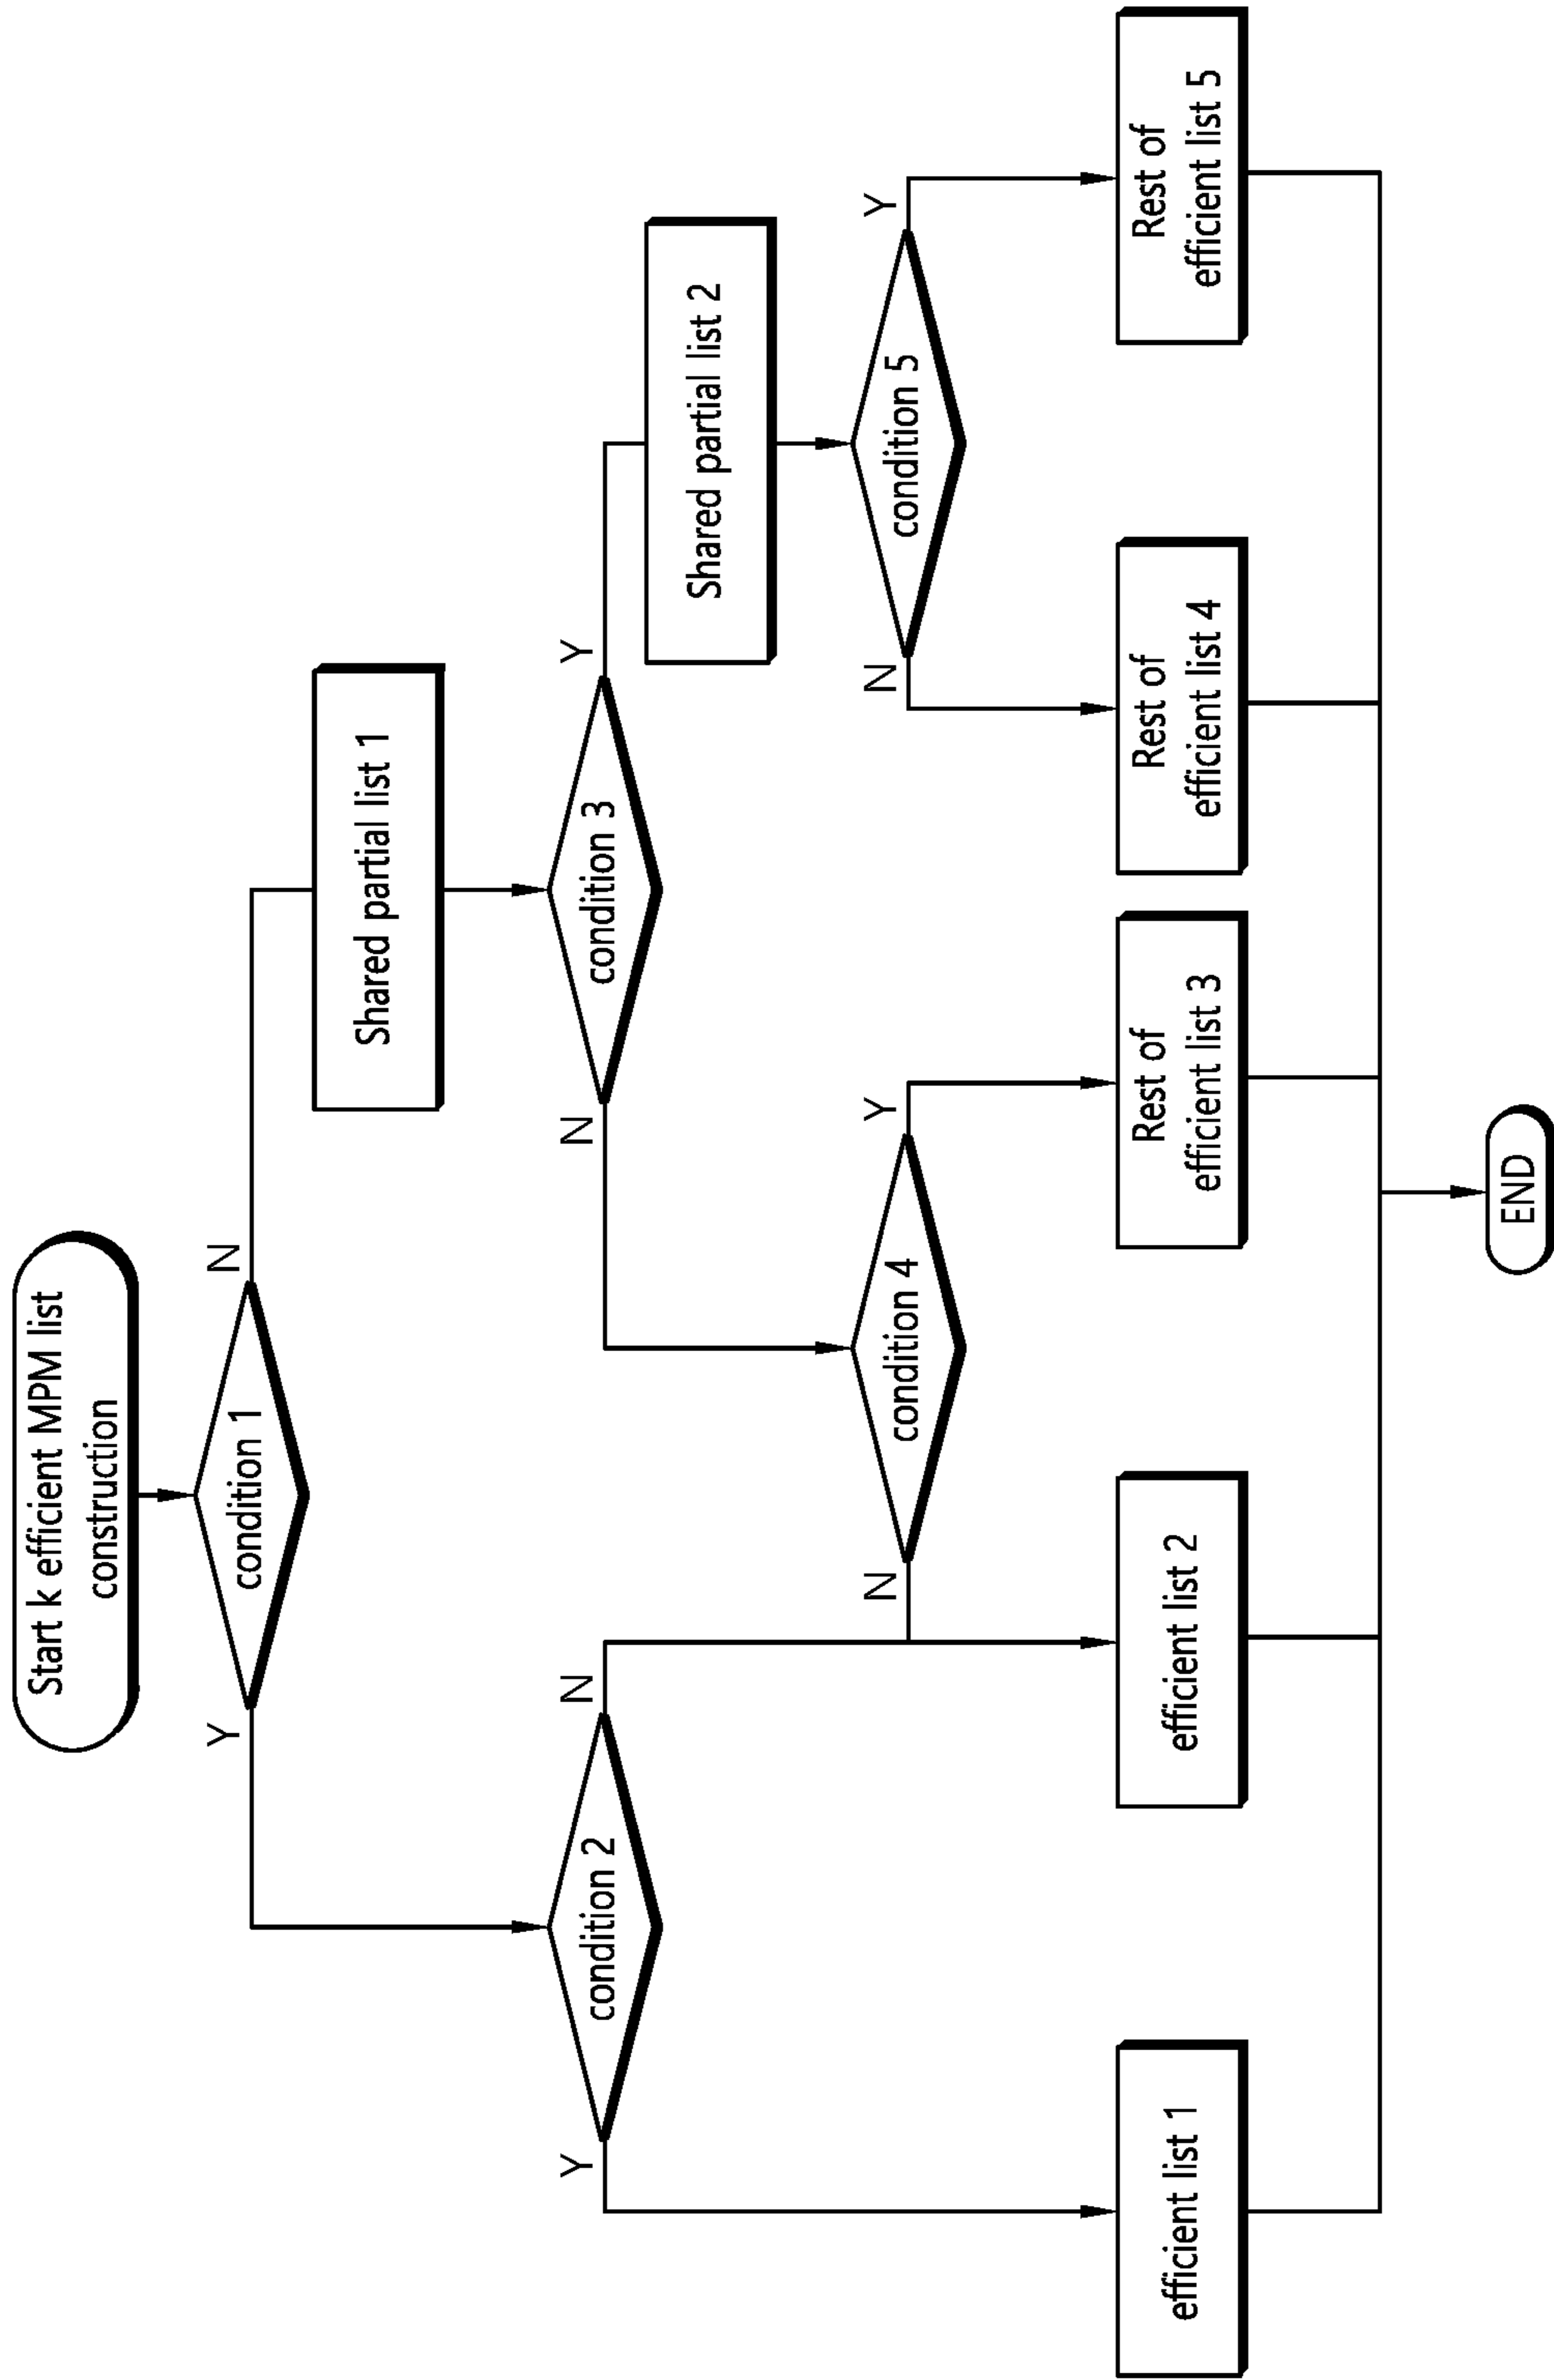 Start k efficient MPM list
construction
Y
condition 1
N
Shared partial list 1
Y
condition 2
N
N
condition 3
Y
Shared partial list 2
N
condition 4
Y
N
condition 5
Y
efficient list 1
efficient list 2
Rest of
efficient list 3
Rest of
efficient list 4
Rest of
efficient list 5
END